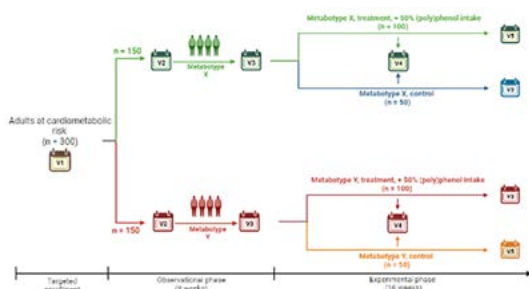 Metabotype X, treatment, + 50% (poly)phenol intake
(n = 100)
V5
n = 150
V2
V3
V4
Metabotype
X
Metabotype X, control
(n = 50)
Adults at cardiometabolic
risk
(n = 300)
V1
Metabotype Y, treatment, + 50% (poly)phenol intake
(n = 100)
n = 150
V2
V3
V4
Metabotype
Y
Metabotype Y, control
(n = 50)
V5
Targeted
Observational phase
Experimental phase